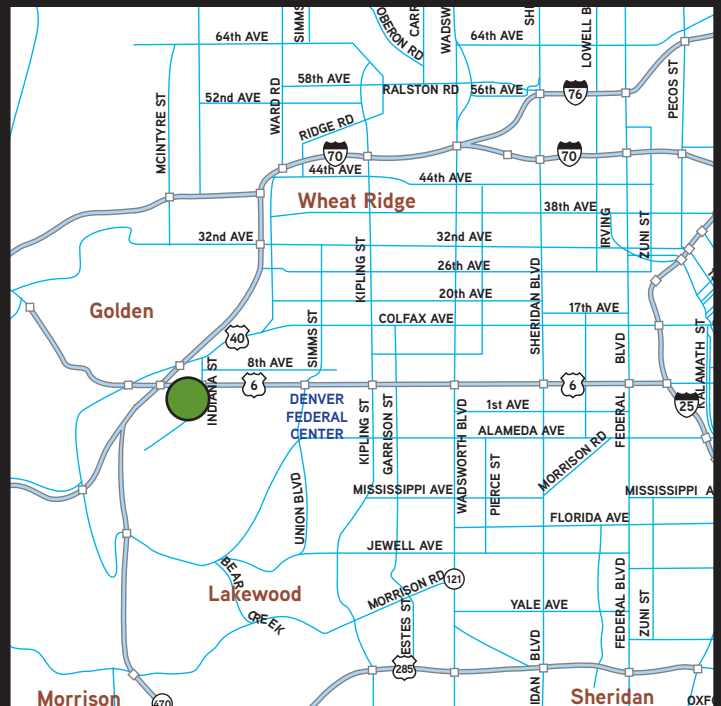 SIMMS
OBERON RD
CARR
WADSW
SHE
LOWELL B
64th AVE
64th AVE
58th AVE
RALSTON RD
56th AVE
76
52nd AVE
WARD RD
PECOS ST
MCINTYRE ST
RIDGE RD
70
70
44th AVE
44th AVE
Wheat Ridge
38th AVE
IRVING
ZUNI ST
32nd AVE
32nd AVE
KIPLING ST
26th AVE
SHERIDAN BLVD
20th AVE
17th AVE
Golden
COLFAX AVE
40
SIMMS ST
BLVD
KALAMATH ST
8th AVE
INDIANA ST
6
6
25
DENVER
FEDERAL
CENTER
KIPLING ST
GARRISON ST
WADSWORTH BLVD
1st AVE
FEDERAL
ALAMEDA AVE
PIERCE ST
MORRISON RD
UNION BLVD
MISSISSIPPI AVE
MISSISSIPPI A
FLORIDA AVE
JEWELL AVE
BEAR
CREEK
Lakewood
MORRISON RD
121
ESTES ST
YALE AVE
FEDERAL BLVD
ZUNI ST
285
BLVD
IDAN
Morrison
470
Sheridan
OXFO